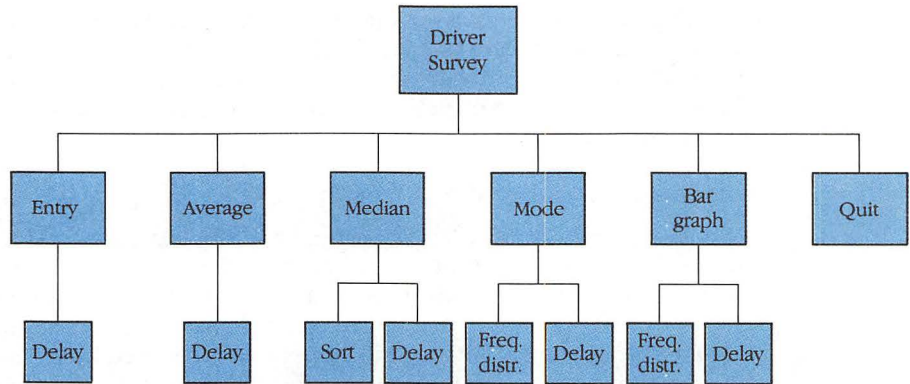 Driver
Survey
Entry
Average
Median
Mode
Bar
graph
Quit
Delay
Delay
Sort
Delay
Freq.
distr.
Delay
Freq.
distr.
Delay